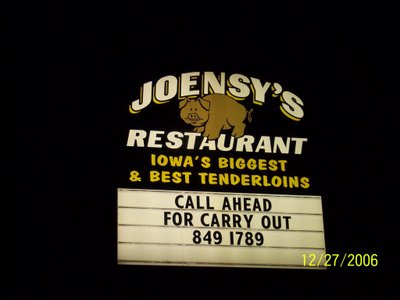 JOENSY'S
RESTAURANT
IOWA'S BIGGEST
& BEST TENDERLOINS
CALL AHEAD
FOR CARRY OUT
849 1789
12/27/2006